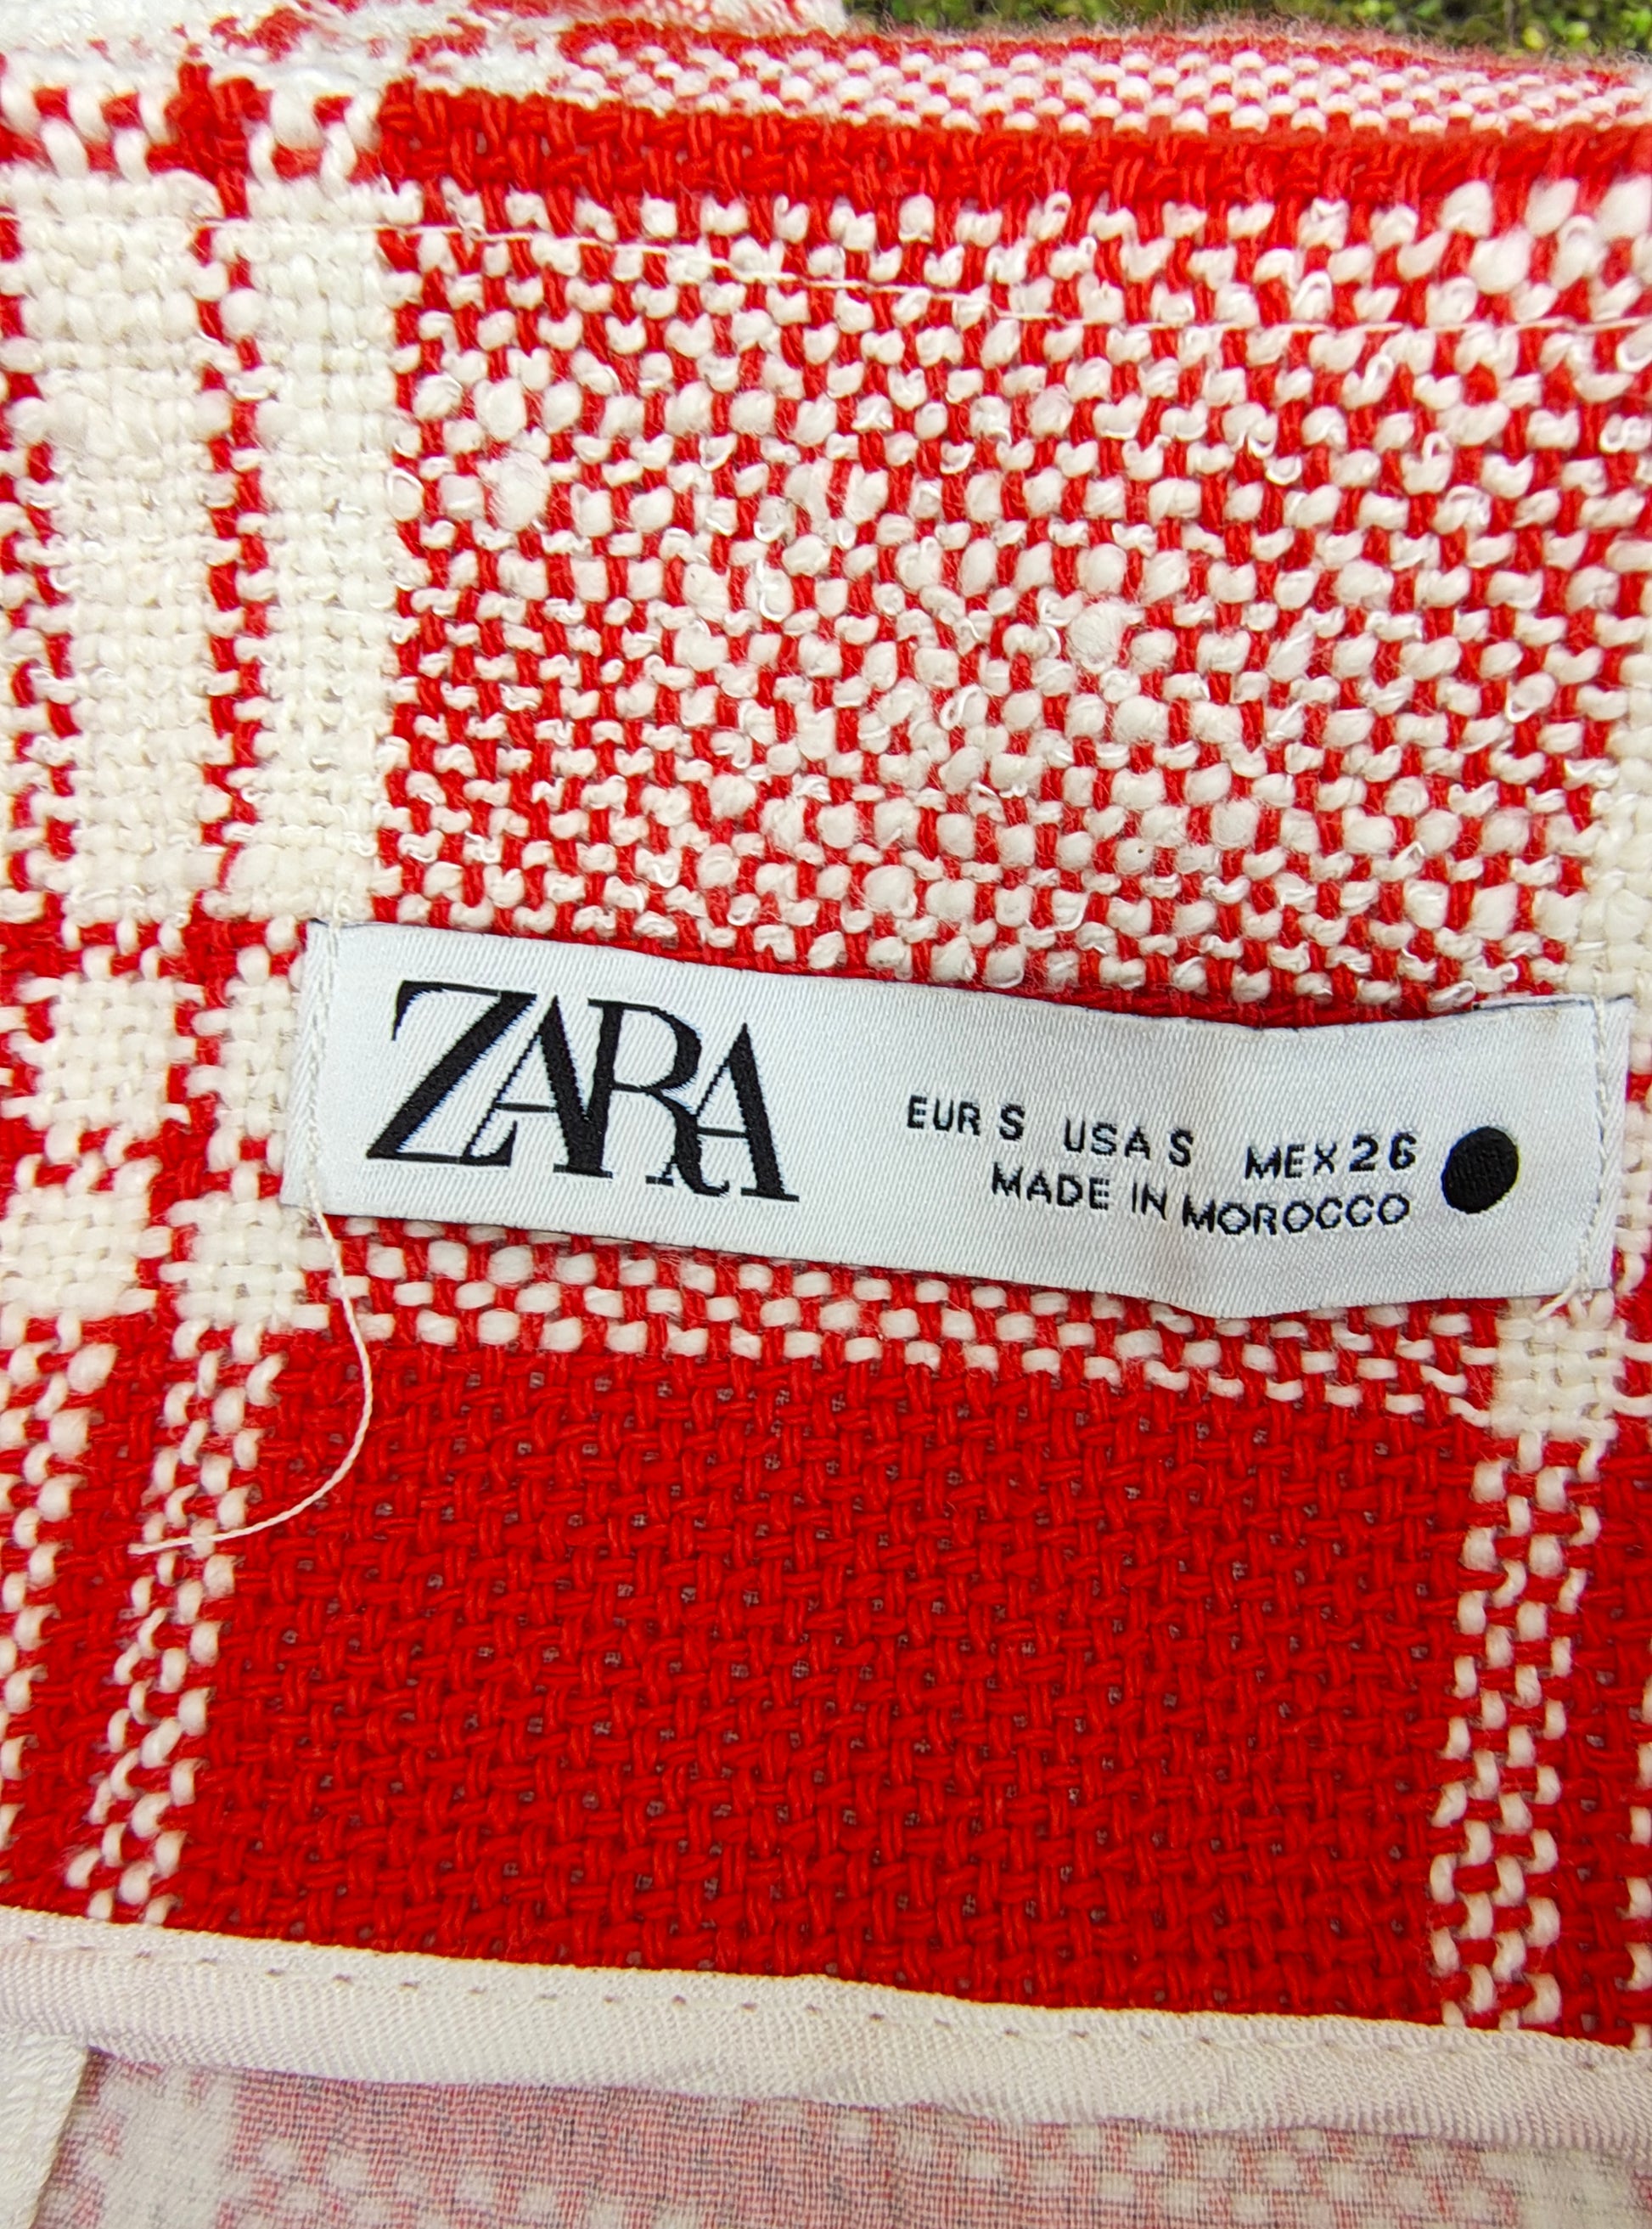 ZARA
EUR S USA S MEX 26
MADE IN MOROCCO